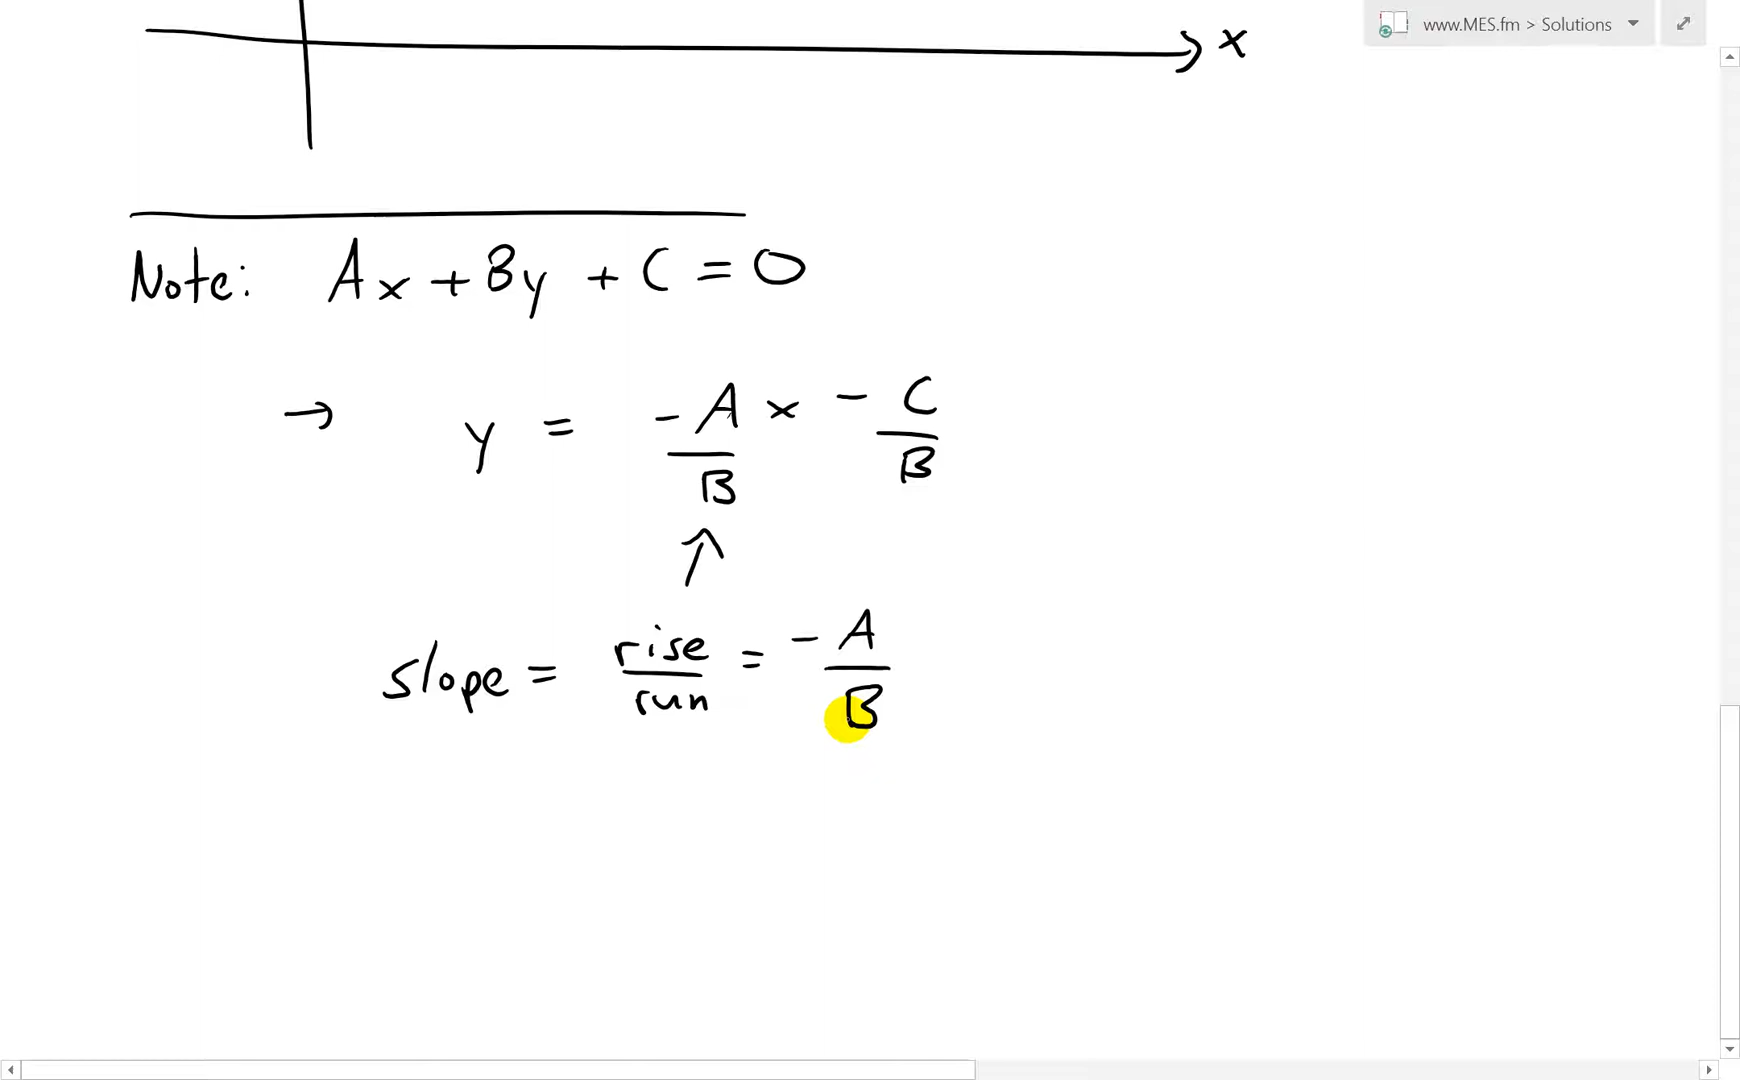 www.MES.fm > Solutions
x
Note: Ax + By + C = 0
→ y = -A/B x - C/B
↑
slope = rise/run = -A/B